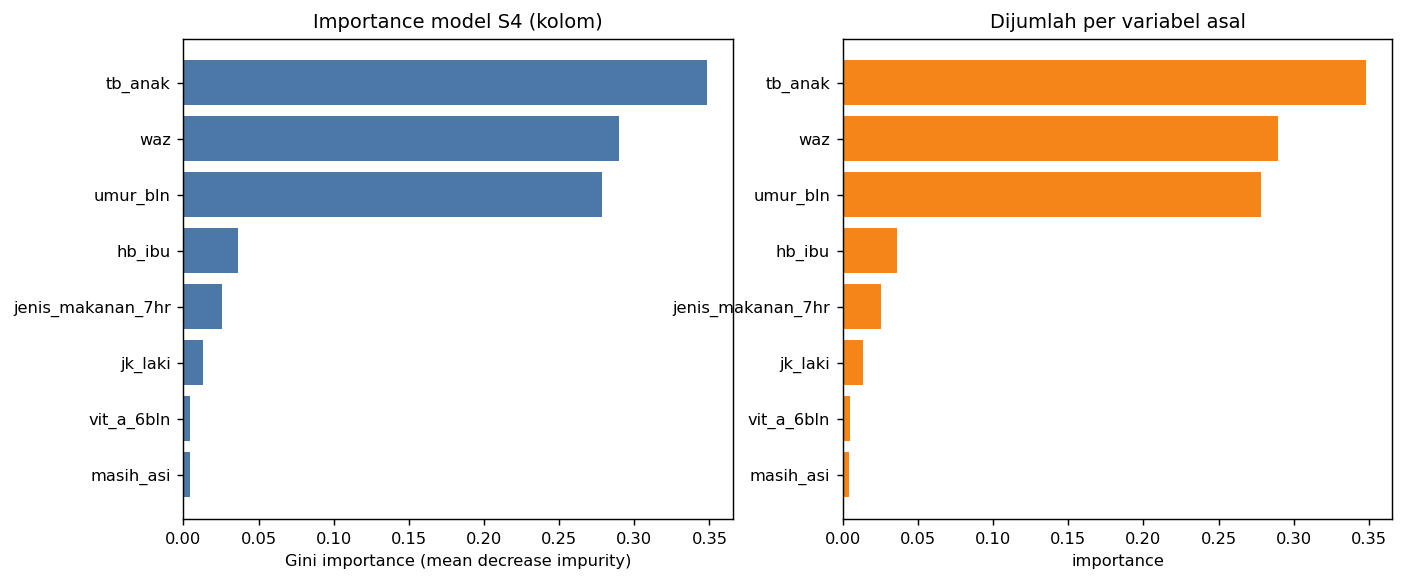 Importance model S4 (kolom)
tb_anak
waz
umur_bln
hb_ibu
jenis_makanan_7hr
jk_laki
vit_a_6bln
masih_asi
0.00 0.05 0.10 0.15 0.20 0.25 0.30 0.35
Gini importance (mean decrease impurity)
Dijumlah per variabel asal
tb_anak
waz
umur_bln
hb_ibu
jenis_makanan_7hr
jk_laki
vit_a_6bln
masih_asi
0.00 0.05 0.10 0.15 0.20 0.25 0.30 0.35
importance